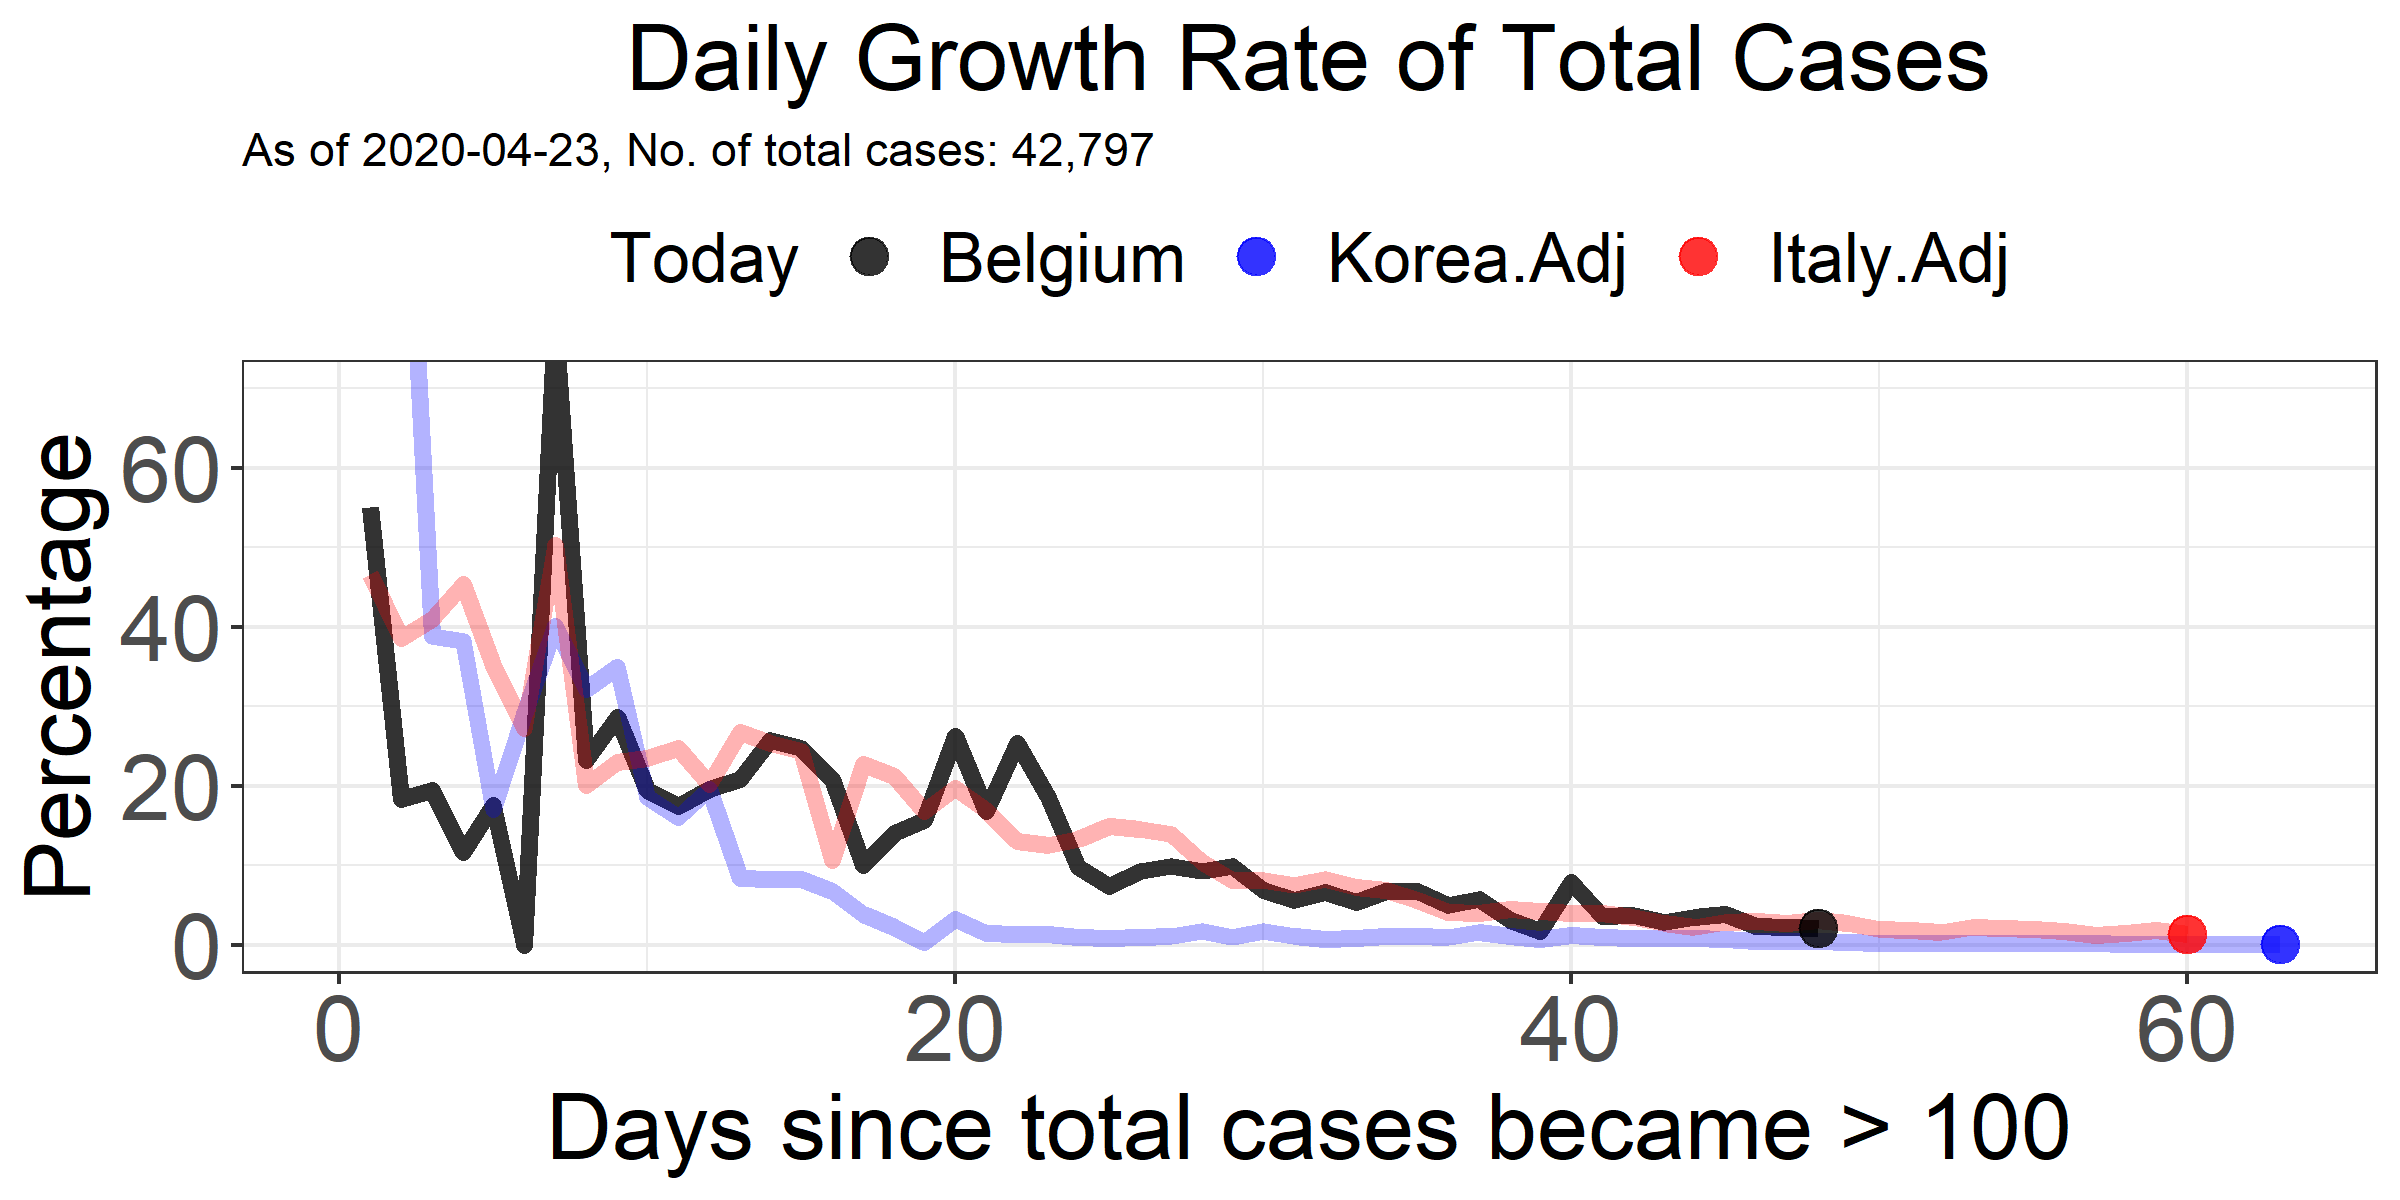 Daily Growth Rate of Total Cases
As of 2020-04-23, No. of total cases: 42,797
Today Belgium Korea.Adj Italy.Adj
Percentage
60
40
20
0
0 20 40 60
Days since total cases became > 100